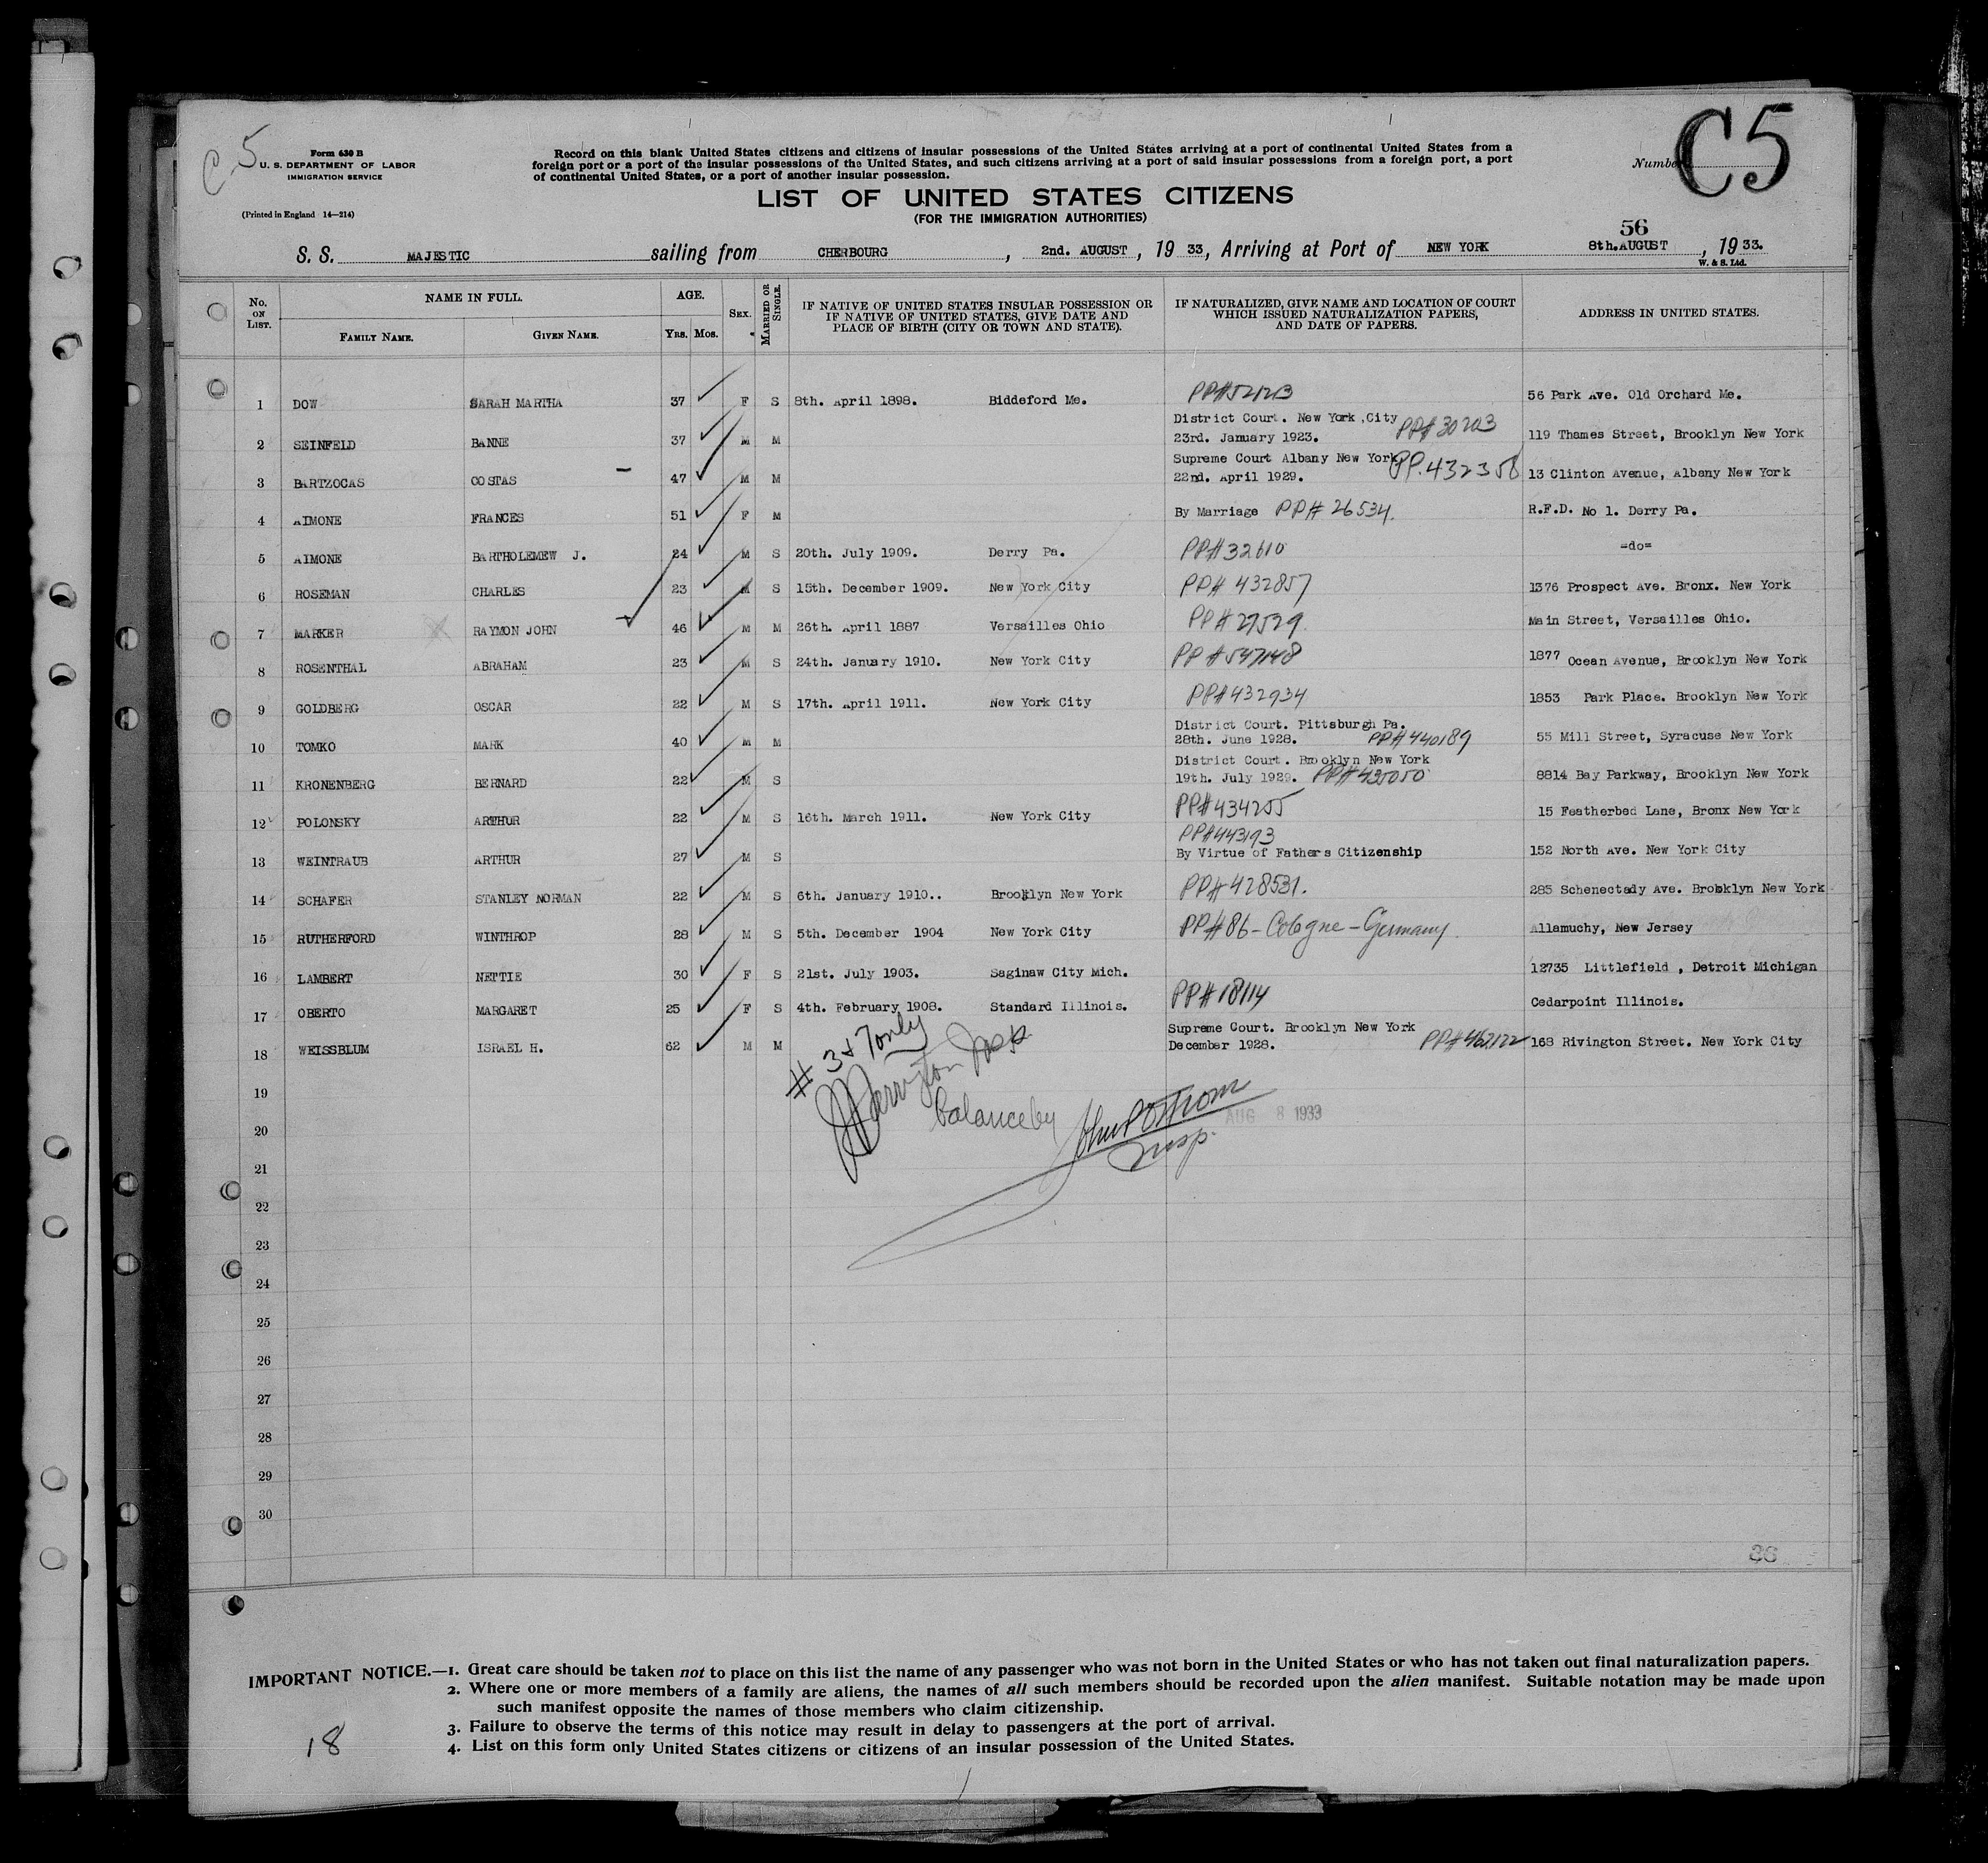 C 5
Form 630 B
U. S. DEPARTMENT OF LABOR
IMMIGRATION SERVICE
(Printed in England 14—214)
Record on this blank United States citizens and citizens of insular possessions of the United States arriving at a port of continental United States from a
foreign port or a port of the insular possessions of the United States, and such citizens arriving at a port of said insular possessions from a foreign port, a port
of continental United States, or a port of another insular possession.
Number C5
LIST OF UNITED STATES CITIZENS
(FOR THE IMMIGRATION AUTHORITIES)
56
S. S. MAJESTIC sailing from CHERBOURG, 2nd. AUGUST, 19 33, Arriving at Port of NEW YORK 8th. AUGUST, 19 33.
W. & S. Ltd.
No. ON LIST. NAME IN FULL. FAMILY NAME. GIVEN NAME. AGE. YRS. MOS. SEX. MARRIED OR SINGLE. IF NATIVE OF UNITED STATES INSULAR POSSESSION OR IF NATIVE OF UNITED STATES, GIVE DATE AND PLACE OF BIRTH (CITY OR TOWN AND STATE). IF NATURALIZED, GIVE NAME AND LOCATION OF COURT WHICH ISSUED NATURALIZATION PAPERS, AND DATE OF PAPERS. ADDRESS IN UNITED STATES.
1 DOW SARAH MARTHA 37 F S 8th. April 1898. Biddeford Me. 56 Park Ave. Old Orchard Me.
2 SEINFELD BANNE 37 M M District Court. New York ,City 23rd. January 1923. PP# 30203 119 Thames Street, Brooklyn New York
3 BARTZOCAS COSTAS 47 M M Supreme Court Albany New York 22nd. April 1929. PP. 432358 13 Clinton Avenue, Albany New York
4 AIMONE FRANCES 51 F M By Marriage PP# 26534. R.F.D. No 1. Derry Pa.
5 AIMONE BARTHOLEMEW J. 24 M S 20th. July 1909. Derry Pa. PP# 32610 =do=
6 ROSEMAN CHARLES 23 M S 15th. December 1909. New York City PP# 432857 1376 Prospect Ave. Bronx. New York
7 MARKER RAYMON JOHN 46 M M 26th. April 1887 Versailles Ohio PP# 27529. Main Street, Versailles Ohio.
8 ROSENTHAL ABRAHAM 23 M S 24th. January 1910. New York City PP# 547148 1877 Ocean Avenue, Brooklyn New York
9 GOLDBERG OSCAR 22 M S 17th. April 1911. New York City PP# 432934 1853 Park Place. Brooklyn New York
10 TOMKO MARK 40 M M District Court. Pittsburgh Pa. 28th. June 1928. PP# 440189 55 Mill Street, Syracuse New York
11 KRONENBERG BERNARD 22 M S District Court. Brooklyn New York 19th. July 1929. PP# 435050 8814 Bay Parkway, Brooklyn New York
12 POLONSKY ARTHUR 22 M S 16th. March 1911. New York City PP# 434255 15 Featherbed Lane, Bronx New York
13 WEINTRAUB ARTHUR 27 M S PP# 443193 By Virtue of Fathers Citizenship 152 North Ave. New York City
14 SCHAFER STANLEY NORMAN 22 M S 6th. January 1910.. Brooklyn New York PP# 428531. 285 Schenectady Ave. Brooklyn New York
15 RUTHERFORD WINTHROP 28 M S 5th. December 1904 New York City PP# 86 - Cologne - Germany. Allamuchy, New Jersey
16 LAMBERT NETTIE 30 F S 21st. July 1903. Saginaw City Mich. 12735 Littlefield , Detroit Michigan
17 OBERTO MARGARET 25 F S 4th. February 1908. Standard Illinois. PP# 18114 Cedarpoint Illinois.
18 WEISSBLUM ISRAEL H. 62 M M Supreme Court. Brooklyn New York December 1928. PP# 462122 168 Rivington Street. New York City
# 3 & 7 only
Insp.
19
balance by
AUG 8 1933
20
Insp.
21
22
23
24
25
26
27
28
29
30
36
IMPORTANT NOTICE.—1. Great care should be taken not to place on this list the name of any passenger who was not born in the United States or who has not taken out final naturalization papers.
2. Where one or more members of a family are aliens, the names of all such members should be recorded upon the alien manifest. Suitable notation may be made upon
such manifest opposite the names of those members who claim citizenship.
3. Failure to observe the terms of this notice may result in delay to passengers at the port of arrival.
4. List on this form only United States citizens or citizens of an insular possession of the United States.
18